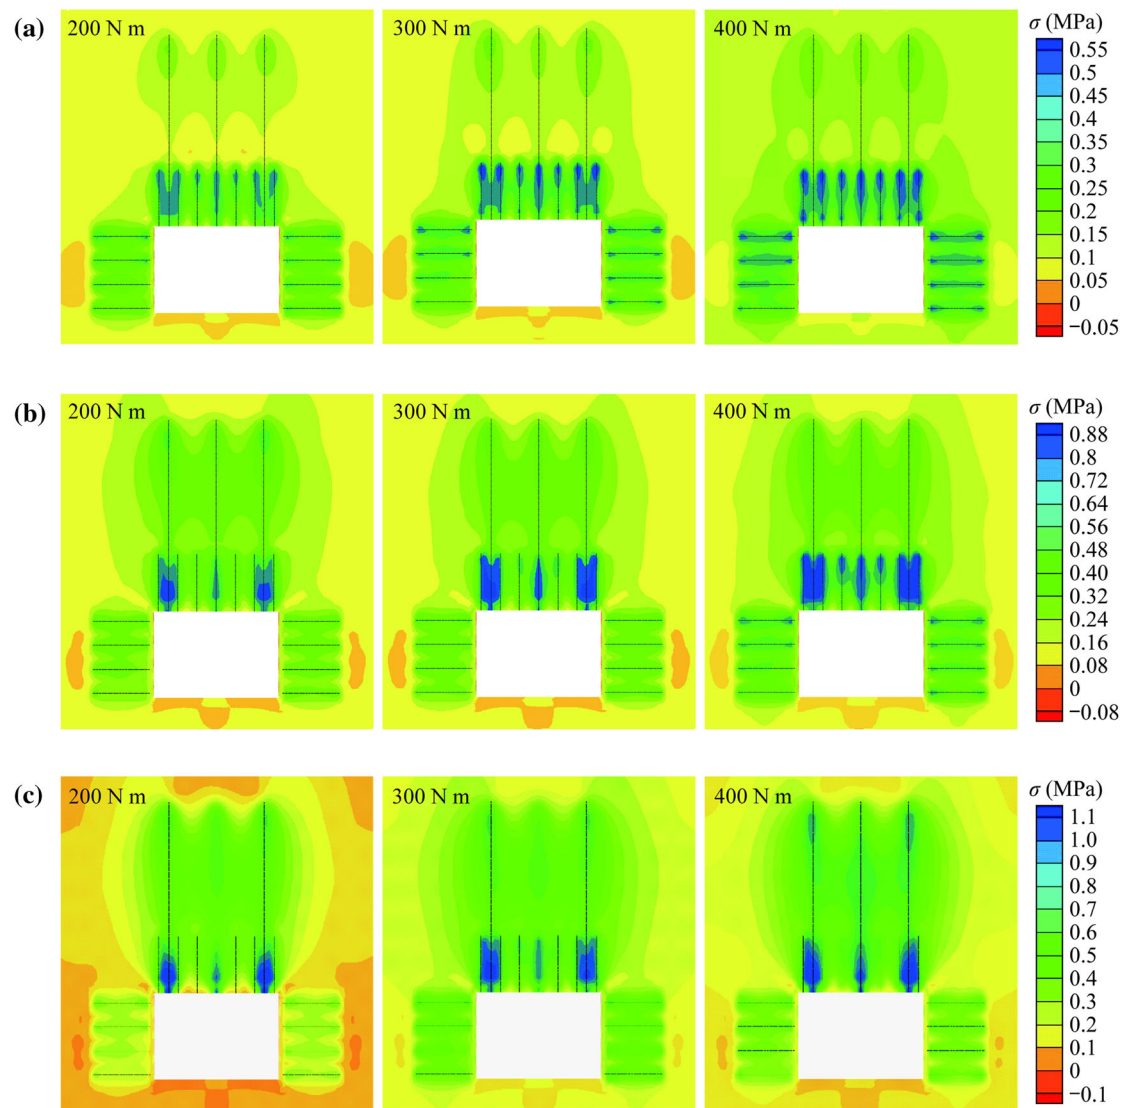 (a)
200 N m
300 N m
400 N m
σ (MPa)
0.55
0.5
0.45
0.4
0.35
0.3
0.25
0.2
0.15
0.1
0.05
0
−0.05
(b)
200 N m
300 N m
400 N m
σ (MPa)
0.88
0.8
0.72
0.64
0.56
0.48
0.40
0.32
0.24
0.16
0.08
0
−0.08
(c)
200 N m
300 N m
400 N m
σ (MPa)
1.1
1.0
0.9
0.8
0.7
0.6
0.5
0.4
0.3
0.2
0.1
0
−0.1